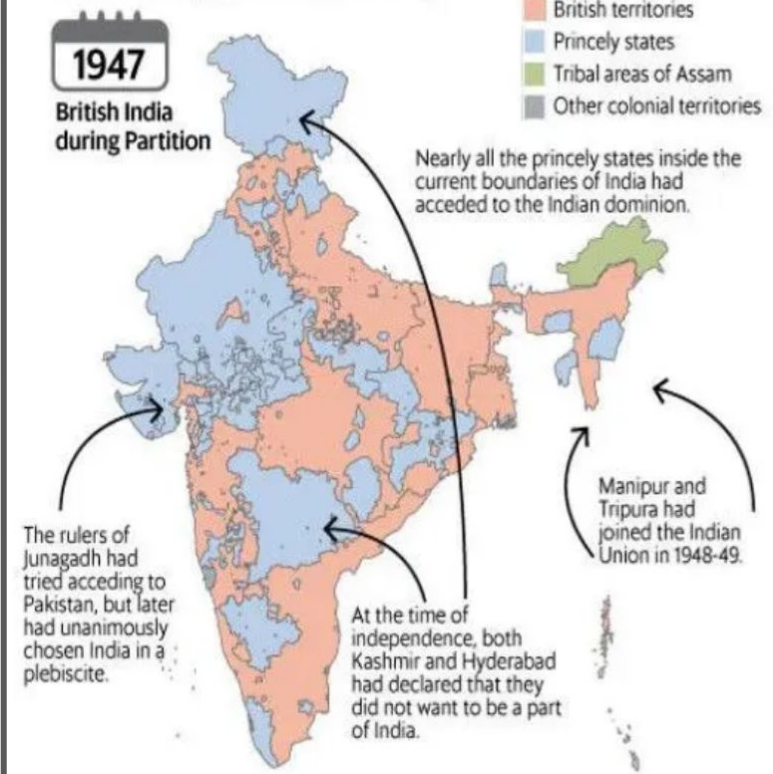 1947
British India
during Partition
British territories
Princely states
Tribal areas of Assam
Other colonial territories
Nearly all the princely states inside the
current boundaries of India had
acceded to the Indian dominion.
The rulers of
Junagadh had
tried acceding to
Pakistan, but later
had unanimously
chosen India in a
plebiscite.
At the time of
independence, both
Kashmir and Hyderabad
had declared that they
did not want to be a part
of India.
Manipur and
Tripura had
joined the Indian
Union in 1948-49.